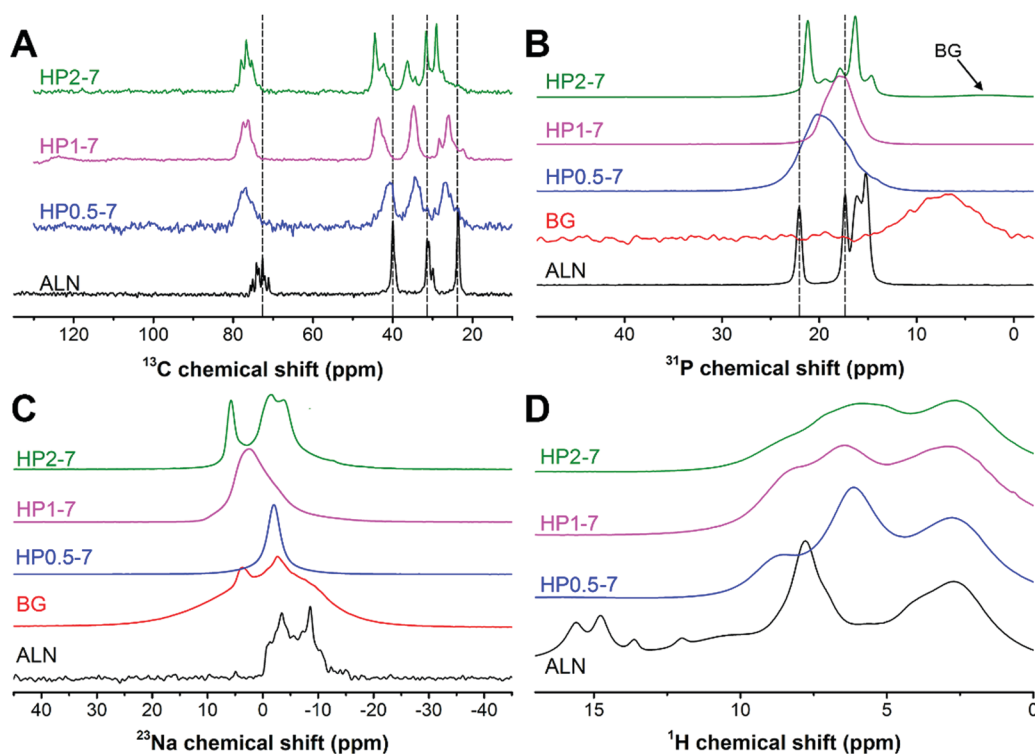 A
HP2-7
HP1-7
HP0.5-7
ALN
120 100 80 60 40 20
¹³C chemical shift (ppm)
B
BG
HP2-7
HP1-7
HP0.5-7
BG
ALN
40 30 20 10 0
³¹P chemical shift (ppm)
C
HP2-7
HP1-7
HP0.5-7
BG
ALN
40 30 20 10 0 -10 -20 -30 -40
²³Na chemical shift (ppm)
D
HP2-7
HP1-7
HP0.5-7
ALN
15 10 5 0
¹H chemical shift (ppm)